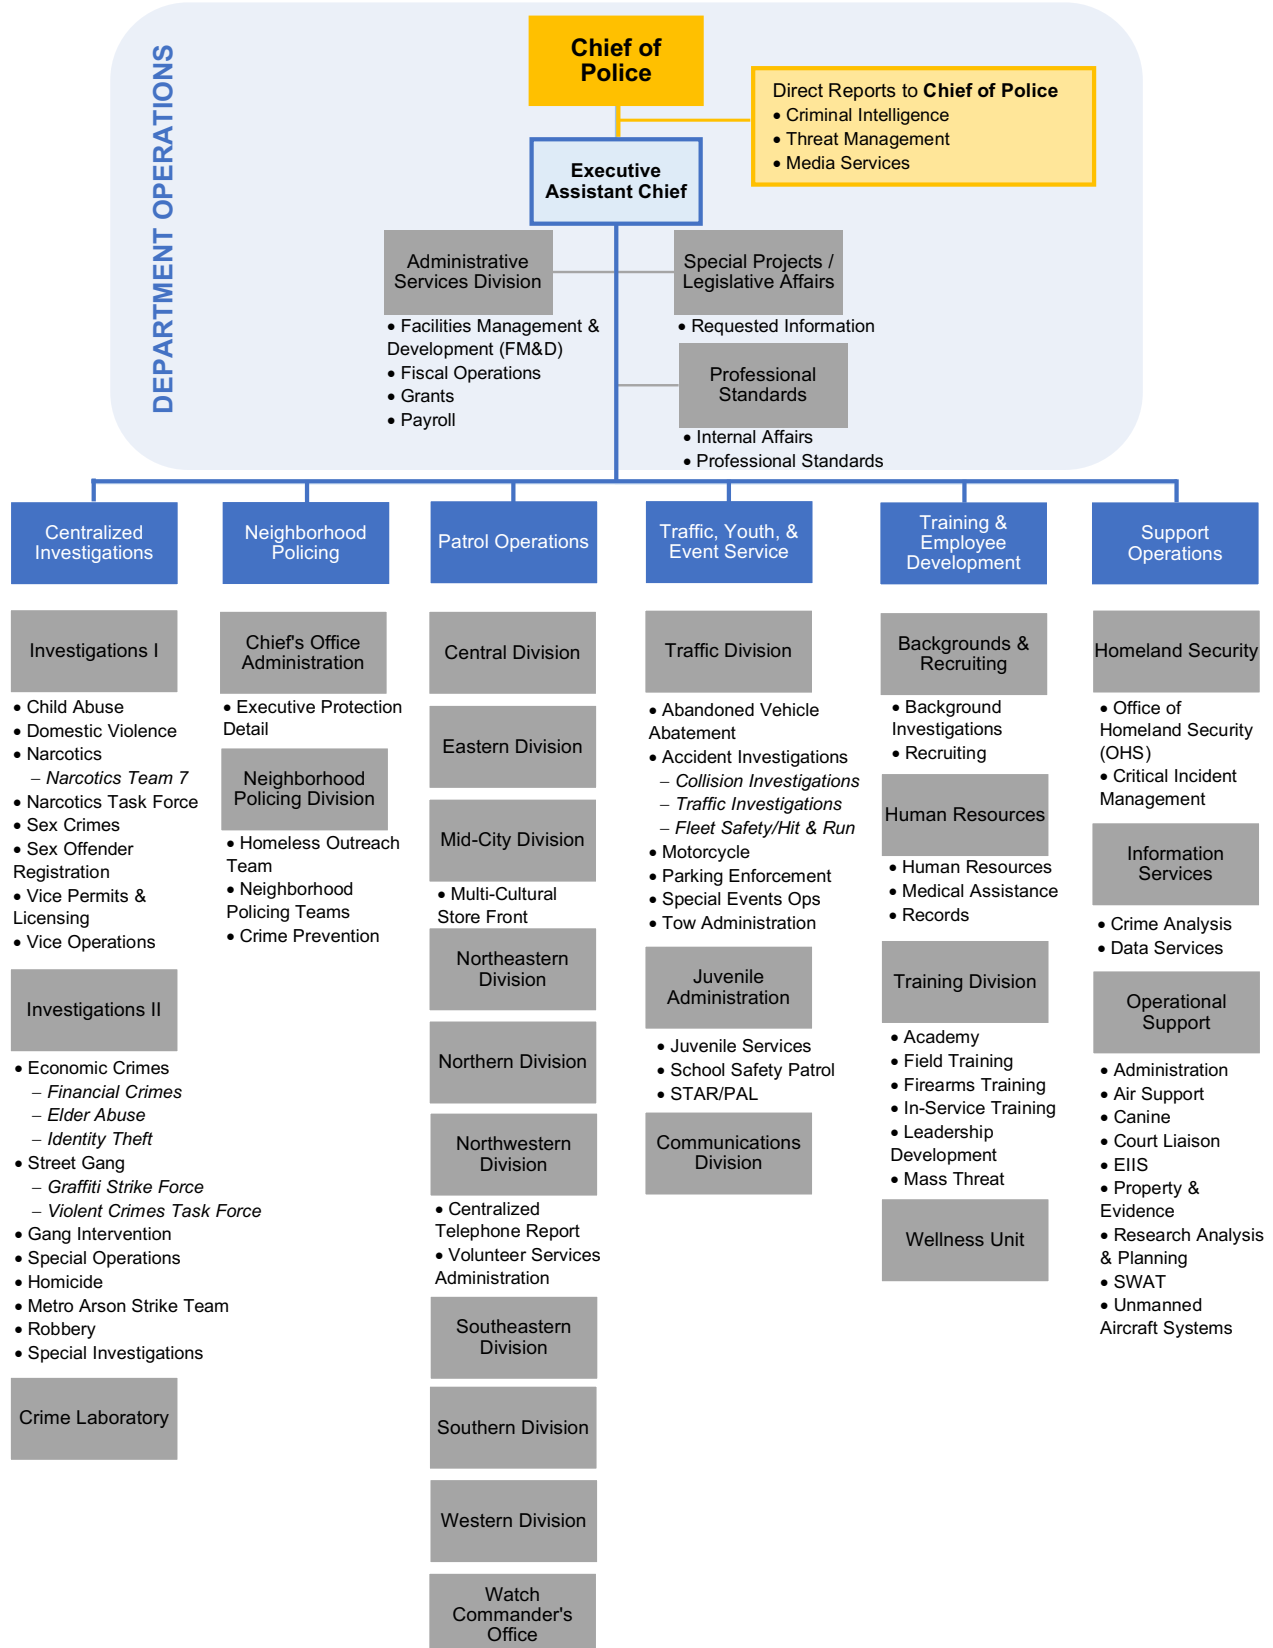 DEPARTMENT OPERATIONS
Chief of
Police
Direct Reports to Chief of Police
• Criminal Intelligence
• Threat Management
• Media Services
Executive
Assistant Chief
Administrative
Services Division
• Facilities Management &
Development (FM&D)
• Fiscal Operations
• Grants
• Payroll
Special Projects /
Legislative Affairs
• Requested Information
Professional
Standards
• Internal Affairs
• Professional Standards
Centralized
Investigations
Investigations I
• Child Abuse
• Domestic Violence
• Narcotics
– Narcotics Team 7
• Narcotics Task Force
• Sex Crimes
• Sex Offender
Registration
• Vice Permits &
Licensing
• Vice Operations
Investigations II
• Economic Crimes
– Financial Crimes
– Elder Abuse
– Identity Theft
• Street Gang
– Graffiti Strike Force
– Violent Crimes Task Force
• Gang Intervention
• Special Operations
• Homicide
• Metro Arson Strike Team
• Robbery
• Special Investigations
Crime Laboratory
Neighborhood
Policing
Chief's Office
Administration
• Executive Protection
Detail
Neighborhood
Policing Division
• Homeless Outreach
Team
• Neighborhood
Policing Teams
• Crime Prevention
Patrol Operations
Central Division
Eastern Division
Mid-City Division
• Multi-Cultural
Store Front
Northeastern
Division
Northern Division
Northwestern
Division
• Centralized
Telephone Report
• Volunteer Services
Administration
Southeastern
Division
Southern Division
Western Division
Watch
Commander's
Office
Traffic, Youth, &
Event Service
Traffic Division
• Abandoned Vehicle
Abatement
• Accident Investigations
– Collision Investigations
– Traffic Investigations
– Fleet Safety/Hit & Run
• Motorcycle
• Parking Enforcement
• Special Events Ops
• Tow Administration
Juvenile
Administration
• Juvenile Services
• School Safety Patrol
• STAR/PAL
Communications
Division
Training &
Employee
Development
Backgrounds &
Recruiting
• Background
Investigations
• Recruiting
Human Resources
• Human Resources
• Medical Assistance
• Records
Training Division
• Academy
• Field Training
• Firearms Training
• In-Service Training
• Leadership
Development
• Mass Threat
Wellness Unit
Support
Operations
Homeland Security
• Office of
Homeland Security
(OHS)
• Critical Incident
Management
Information
Services
• Crime Analysis
• Data Services
Operational
Support
• Administration
• Air Support
• Canine
• Court Liaison
• EIIS
• Property &
Evidence
• Research Analysis
& Planning
• SWAT
• Unmanned
Aircraft Systems